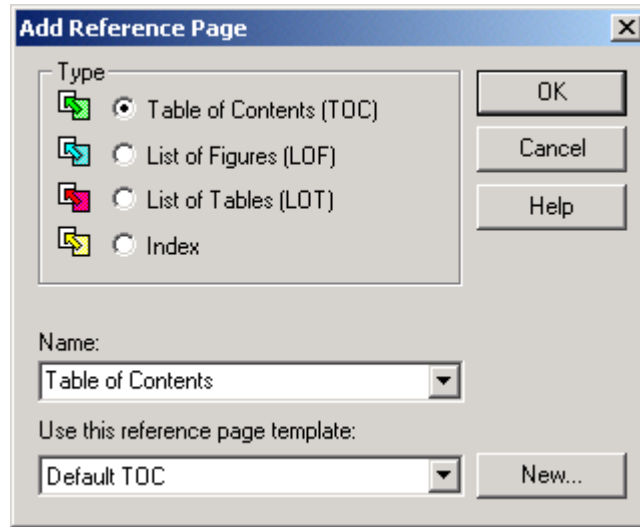 Add Reference Page
Type
Table of Contents (TOC)
List of Figures (LOF)
List of Tables (LOT)
Index
OK
Cancel
Help
Name:
Table of Contents
Use this reference page template:
Default TOC
New...